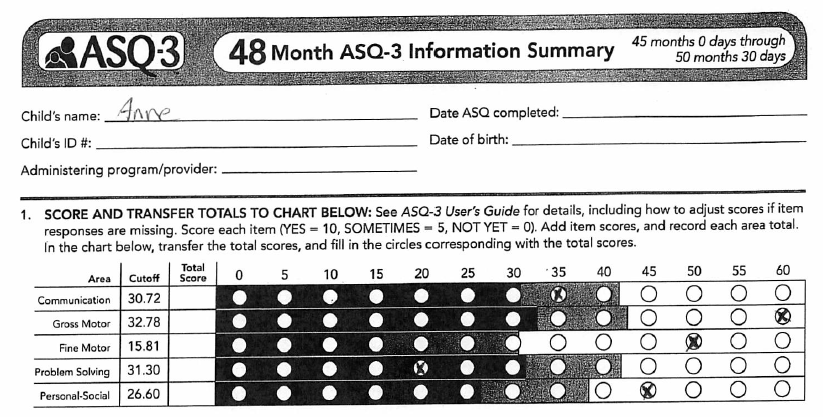 ASQ-3
48 Month ASQ-3 Information Summary
45 months 0 days through
50 months 30 days
Child's name: Anne
Date ASQ completed:
Child's ID #:
Date of birth:
Administering program/provider:
1. SCORE AND TRANSFER TOTALS TO CHART BELOW: See ASQ-3 User's Guide for details, including how to adjust scores if item
responses are missing. Score each item (YES = 10, SOMETIMES = 5, NOT YET = 0). Add item scores, and record each area total.
In the chart below, transfer the total scores, and fill in the circles corresponding with the total scores.
Area Cutoff Total Score 0 5 10 15 20 25 30 35 40 45 50 55 60
Communication 30.72
Gross Motor 32.78
Fine Motor 15.81
Problem Solving 31.30
Personal-Social 26.60